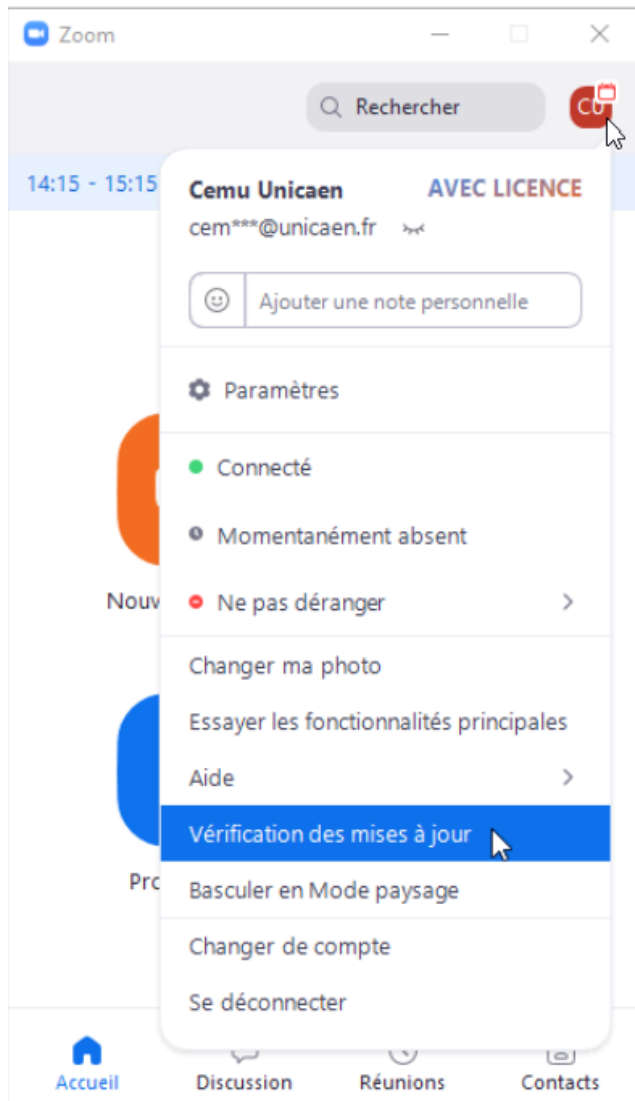 Zoom
Rechercher
CU
14:15 - 15:15
Cemu Unicaen
AVEC LICENCE
cem***@unicaen.fr
Ajouter une note personnelle
Paramètres
Connecté
Momentanément absent
Nouv
Ne pas déranger
Changer ma photo
Essayer les fonctionnalités principales
Aide
Vérification des mises à jour
Basculer en Mode paysage
Changer de compte
Se déconnecter
Accueil
Discussion
Réunions
Contacts